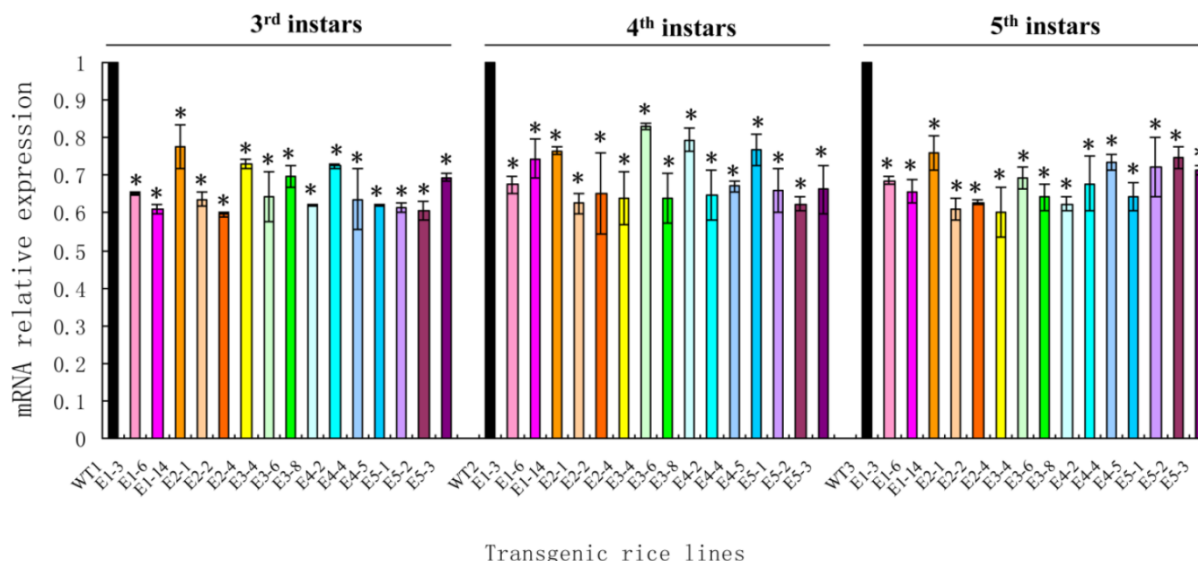 3rd instars
4th instars
5th instars
mRNA relative expression
1
0.9
0.8
0.7
0.6
0.5
0.4
0.3
0.2
0.1
0
WT1
E1-3
E1-6
E1-14
E2-1
E2-2
E2-4
E3-4
E3-6
E3-8
E4-2
E4-4
E4-5
E5-1
E5-2
E5-3
WT2
E1-3
E1-6
E1-14
E2-1
E2-2
E2-4
E3-4
E3-6
E3-8
E4-2
E4-4
E4-5
E5-1
E5-2
E5-3
WT3
E1-3
E1-6
E1-14
E2-1
E2-2
E2-4
E3-4
E3-6
E3-8
E4-2
E4-4
E4-5
E5-1
E5-2
E5-3
Transgenic rice lines